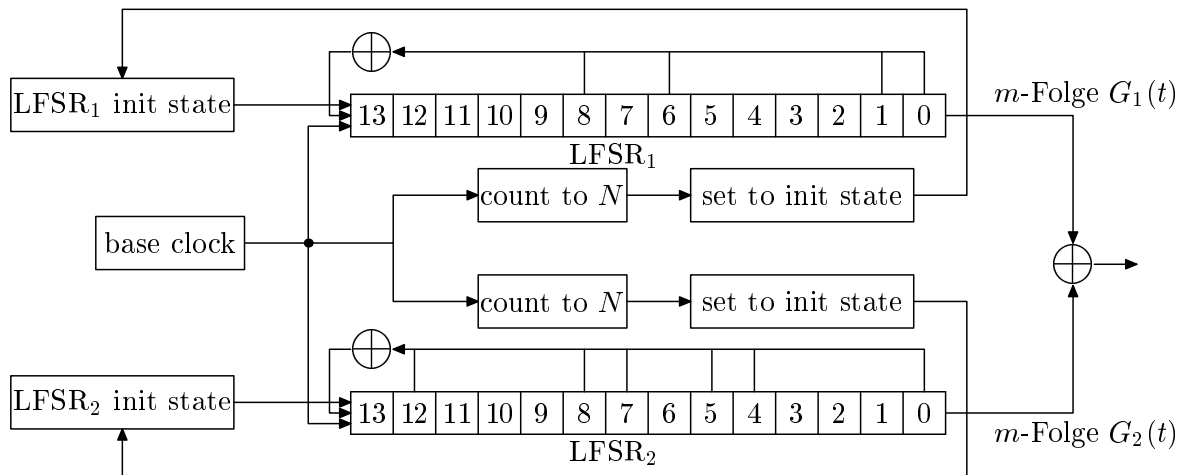 m-Folge G₁(t)
LFSR₁ init state
13 12 11 10 9 8 7 6 5 4 3 2 1 0
LFSR₁
count to N
set to init state
base clock
count to N
set to init state
LFSR₂ init state
13 12 11 10 9 8 7 6 5 4 3 2 1 0
m-Folge G₂(t)
LFSR₂